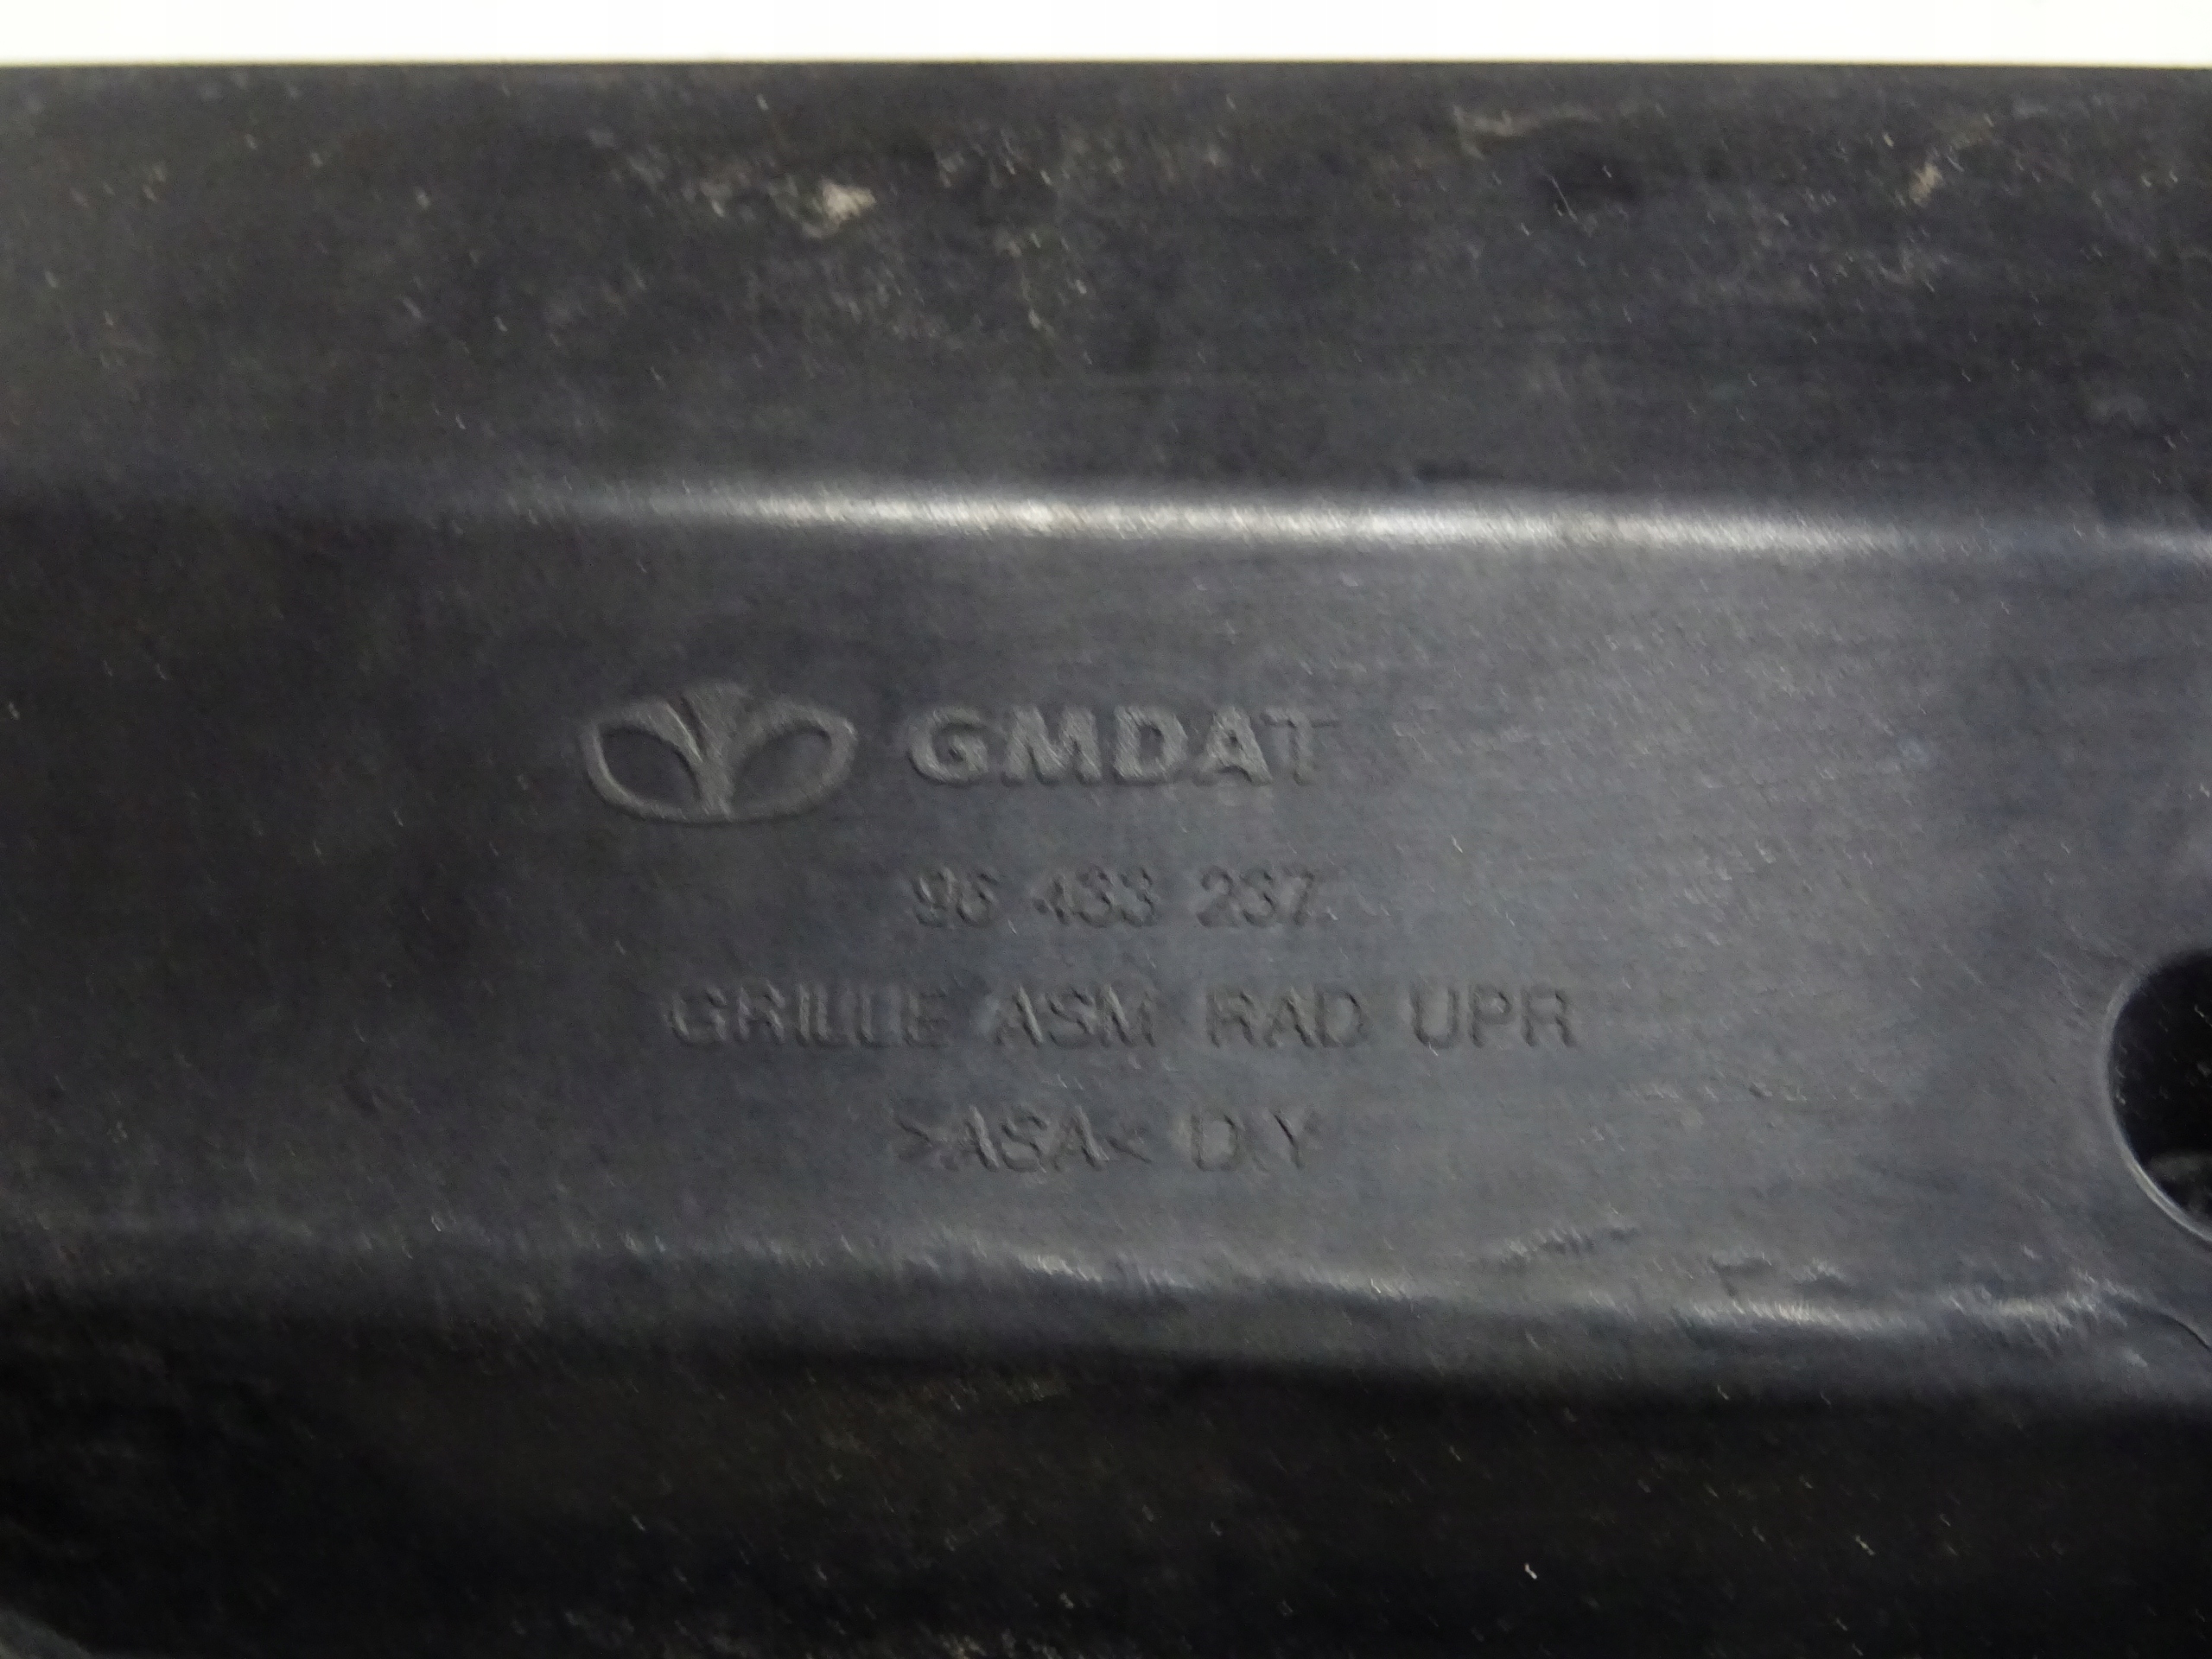 GMDAT
96 433 237
GRILLE ASM RAD UPR
>ASA< D.Y